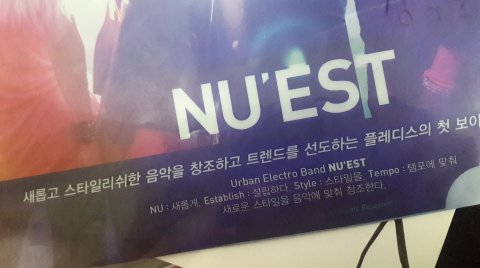 NU'EST
새롭고 스타일리쉬한 음악을 창조하고 트렌드를 선도하는 플레디스의 첫 보이
Urban Electro Band NU'EST
NU : 새롭게, Establish : 설립하다, Style : 스타일을 Tempo : 템포에 맞춰
새로운 스타일을 음악에 맞춰 창조한다.
Reserved